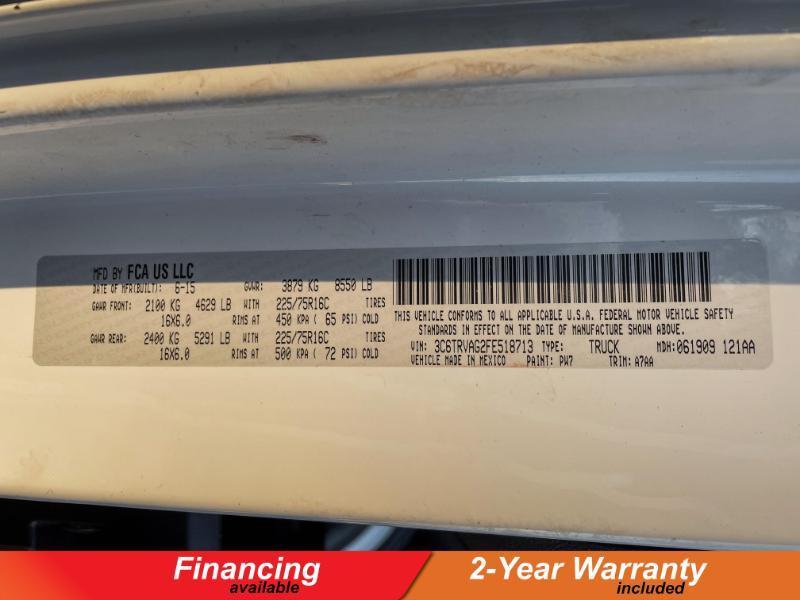 MFD BY FCA US LLC
DATE OF MFR(BUILT): 6-15 GVWR: 3879 KG 8550 LB
GAWR FRONT: 2100 KG 4629 LB WITH 225/75R16C TIRES
16X6.0 RIMS AT 450 KPA( 65 PSI) COLD
GAWR REAR: 2400 KG 5291 LB WITH 225/75R16C TIRES
16X6.0 RIMS AT 500 KPA( 72 PSI) COLD
THIS VEHICLE CONFORMS TO ALL APPLICABLE U.S.A. FEDERAL MOTOR VEHICLE SAFETY
STANDARDS IN EFFECT ON THE DATE OF MANUFACTURE SHOWN ABOVE.
VIN: 3C6TRVAG2FE518713 TYPE: TRUCK MDH:061909 121AA
VEHICLE MADE IN MEXICO PAINT: PW7 TRIM: A7AA
Financing
available
2-Year Warranty
included